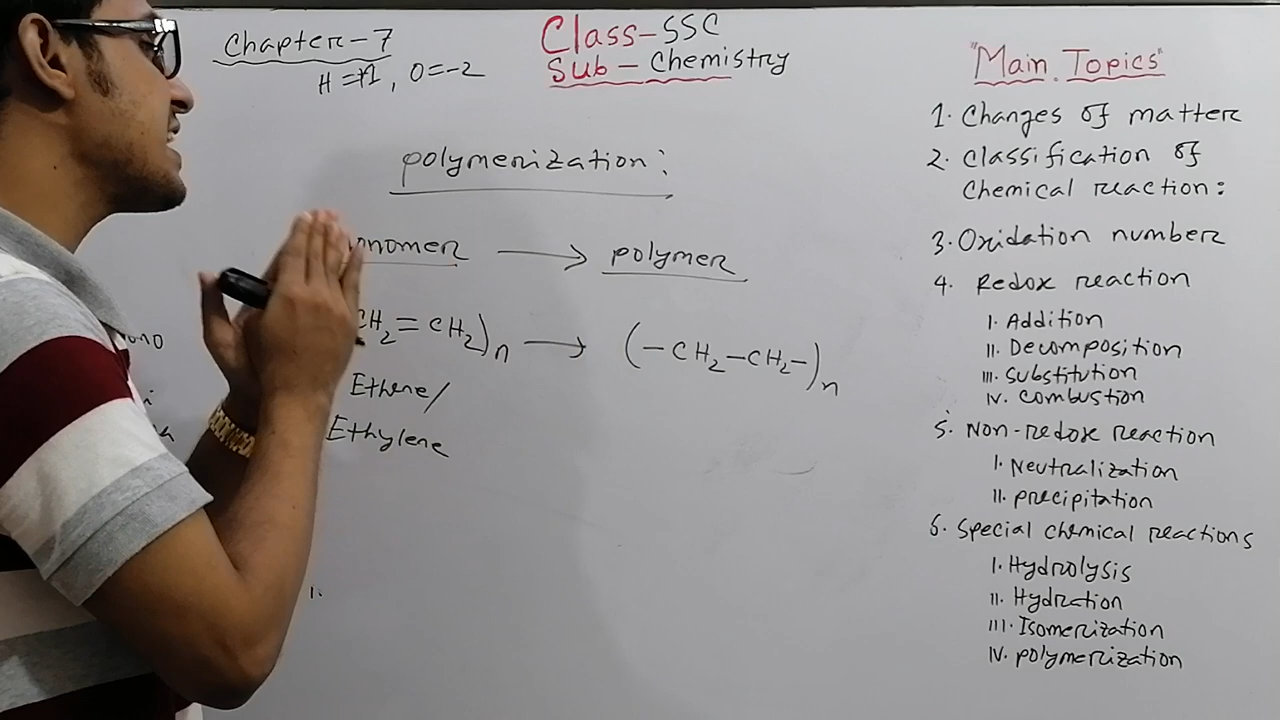 Chapter-7
H=+1, O=-2
Class-SSC
Sub-Chemistry
polymerization:
onomer → polymer
CH2=CH2)n → (-CH2-CH2-)n
Ethene/
Ethylene
ono
1.
"Main Topics"
1. Changes of matter
2. Classification of
Chemical reaction:
3. Oxidation number
4. Redox reaction
I. Addition
II. Decomposition
III. Substitution
IV. Combustion
5. Non-redox reaction
I. Neutralization
II. precipitation
6. Special chemical reactions
I. Hydrolysis
II. Hydration
III. Isomerization
IV. polymerization